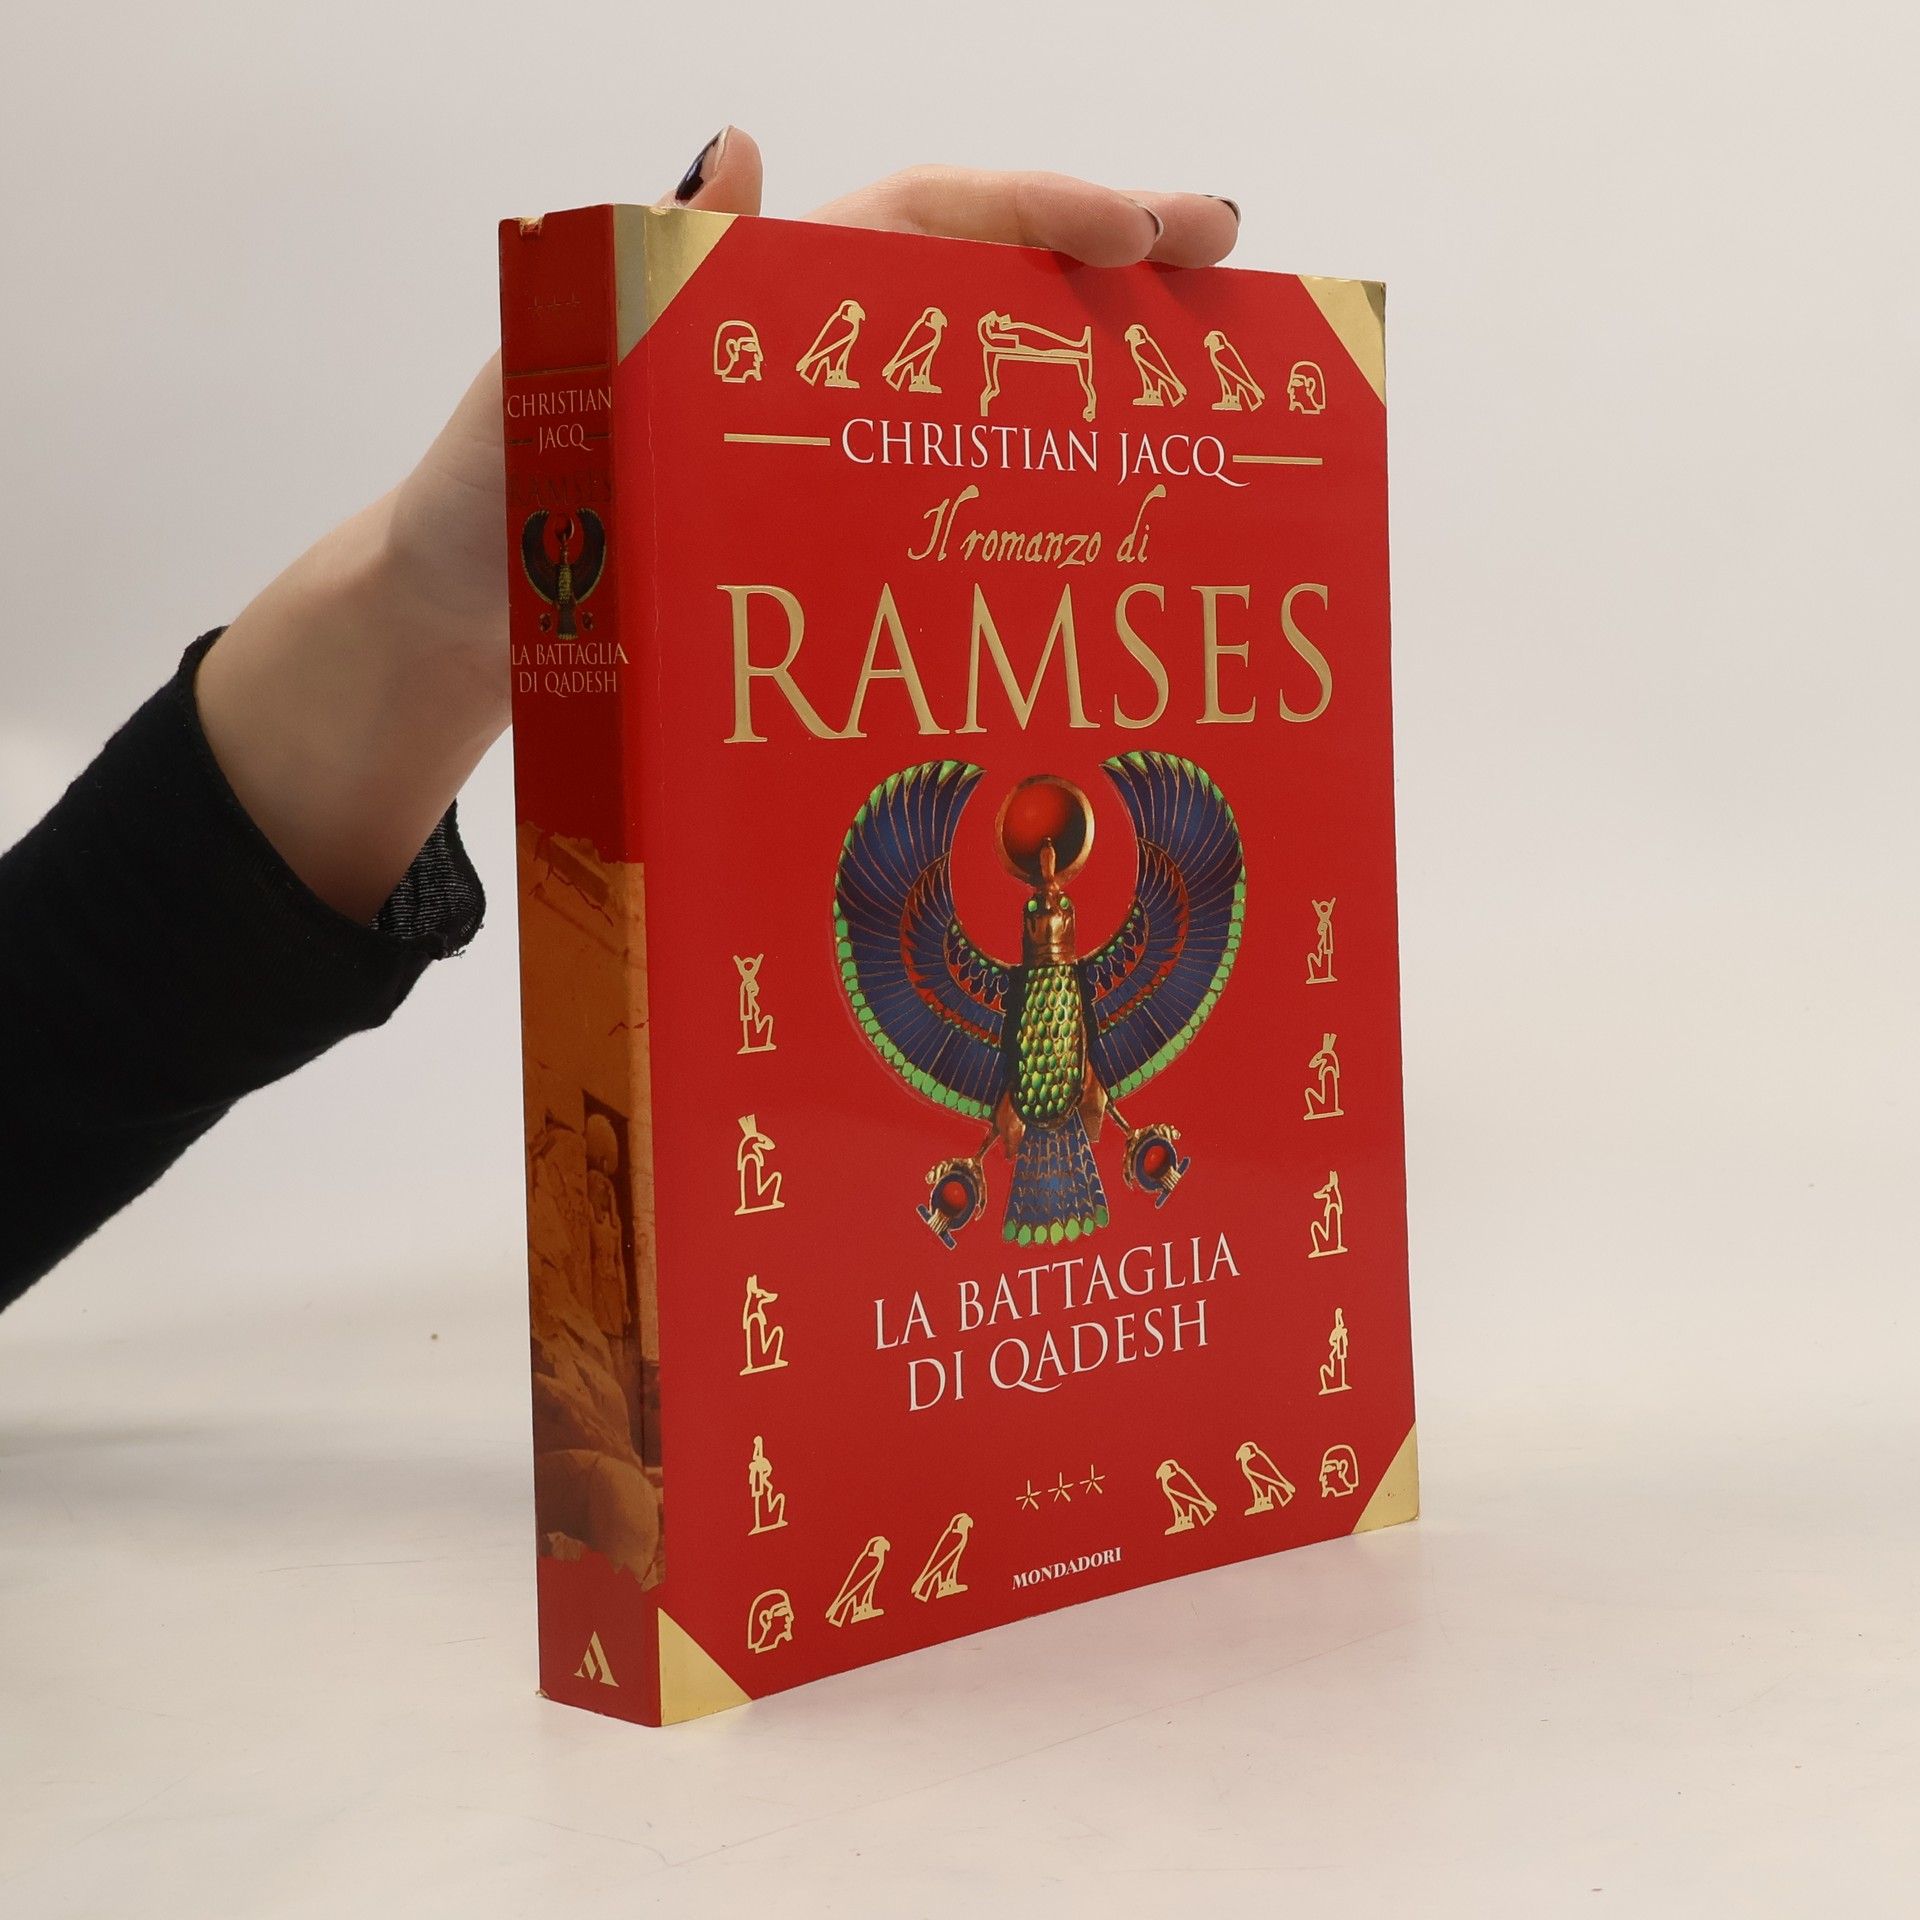 CHRISTIAN
JACQ
RAMSES
LA BATTAGLIA
DI QADESH
CHRISTIAN JACQ
Il romanzo di
RAMSES
LA BATTAGLIA
DI QADESH
MONDADORI